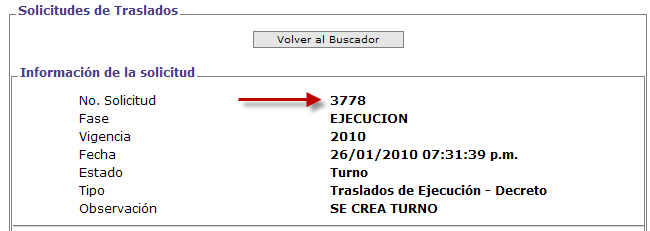 Solicitudes de Traslados
Volver al Buscador
Información de la solicitud
No. Solicitud 3778
Fase EJECUCION
Vigencia 2010
Fecha 26/01/2010 07:31:39 p.m.
Estado Turno
Tipo Traslados de Ejecución - Decreto
Observación SE CREA TURNO